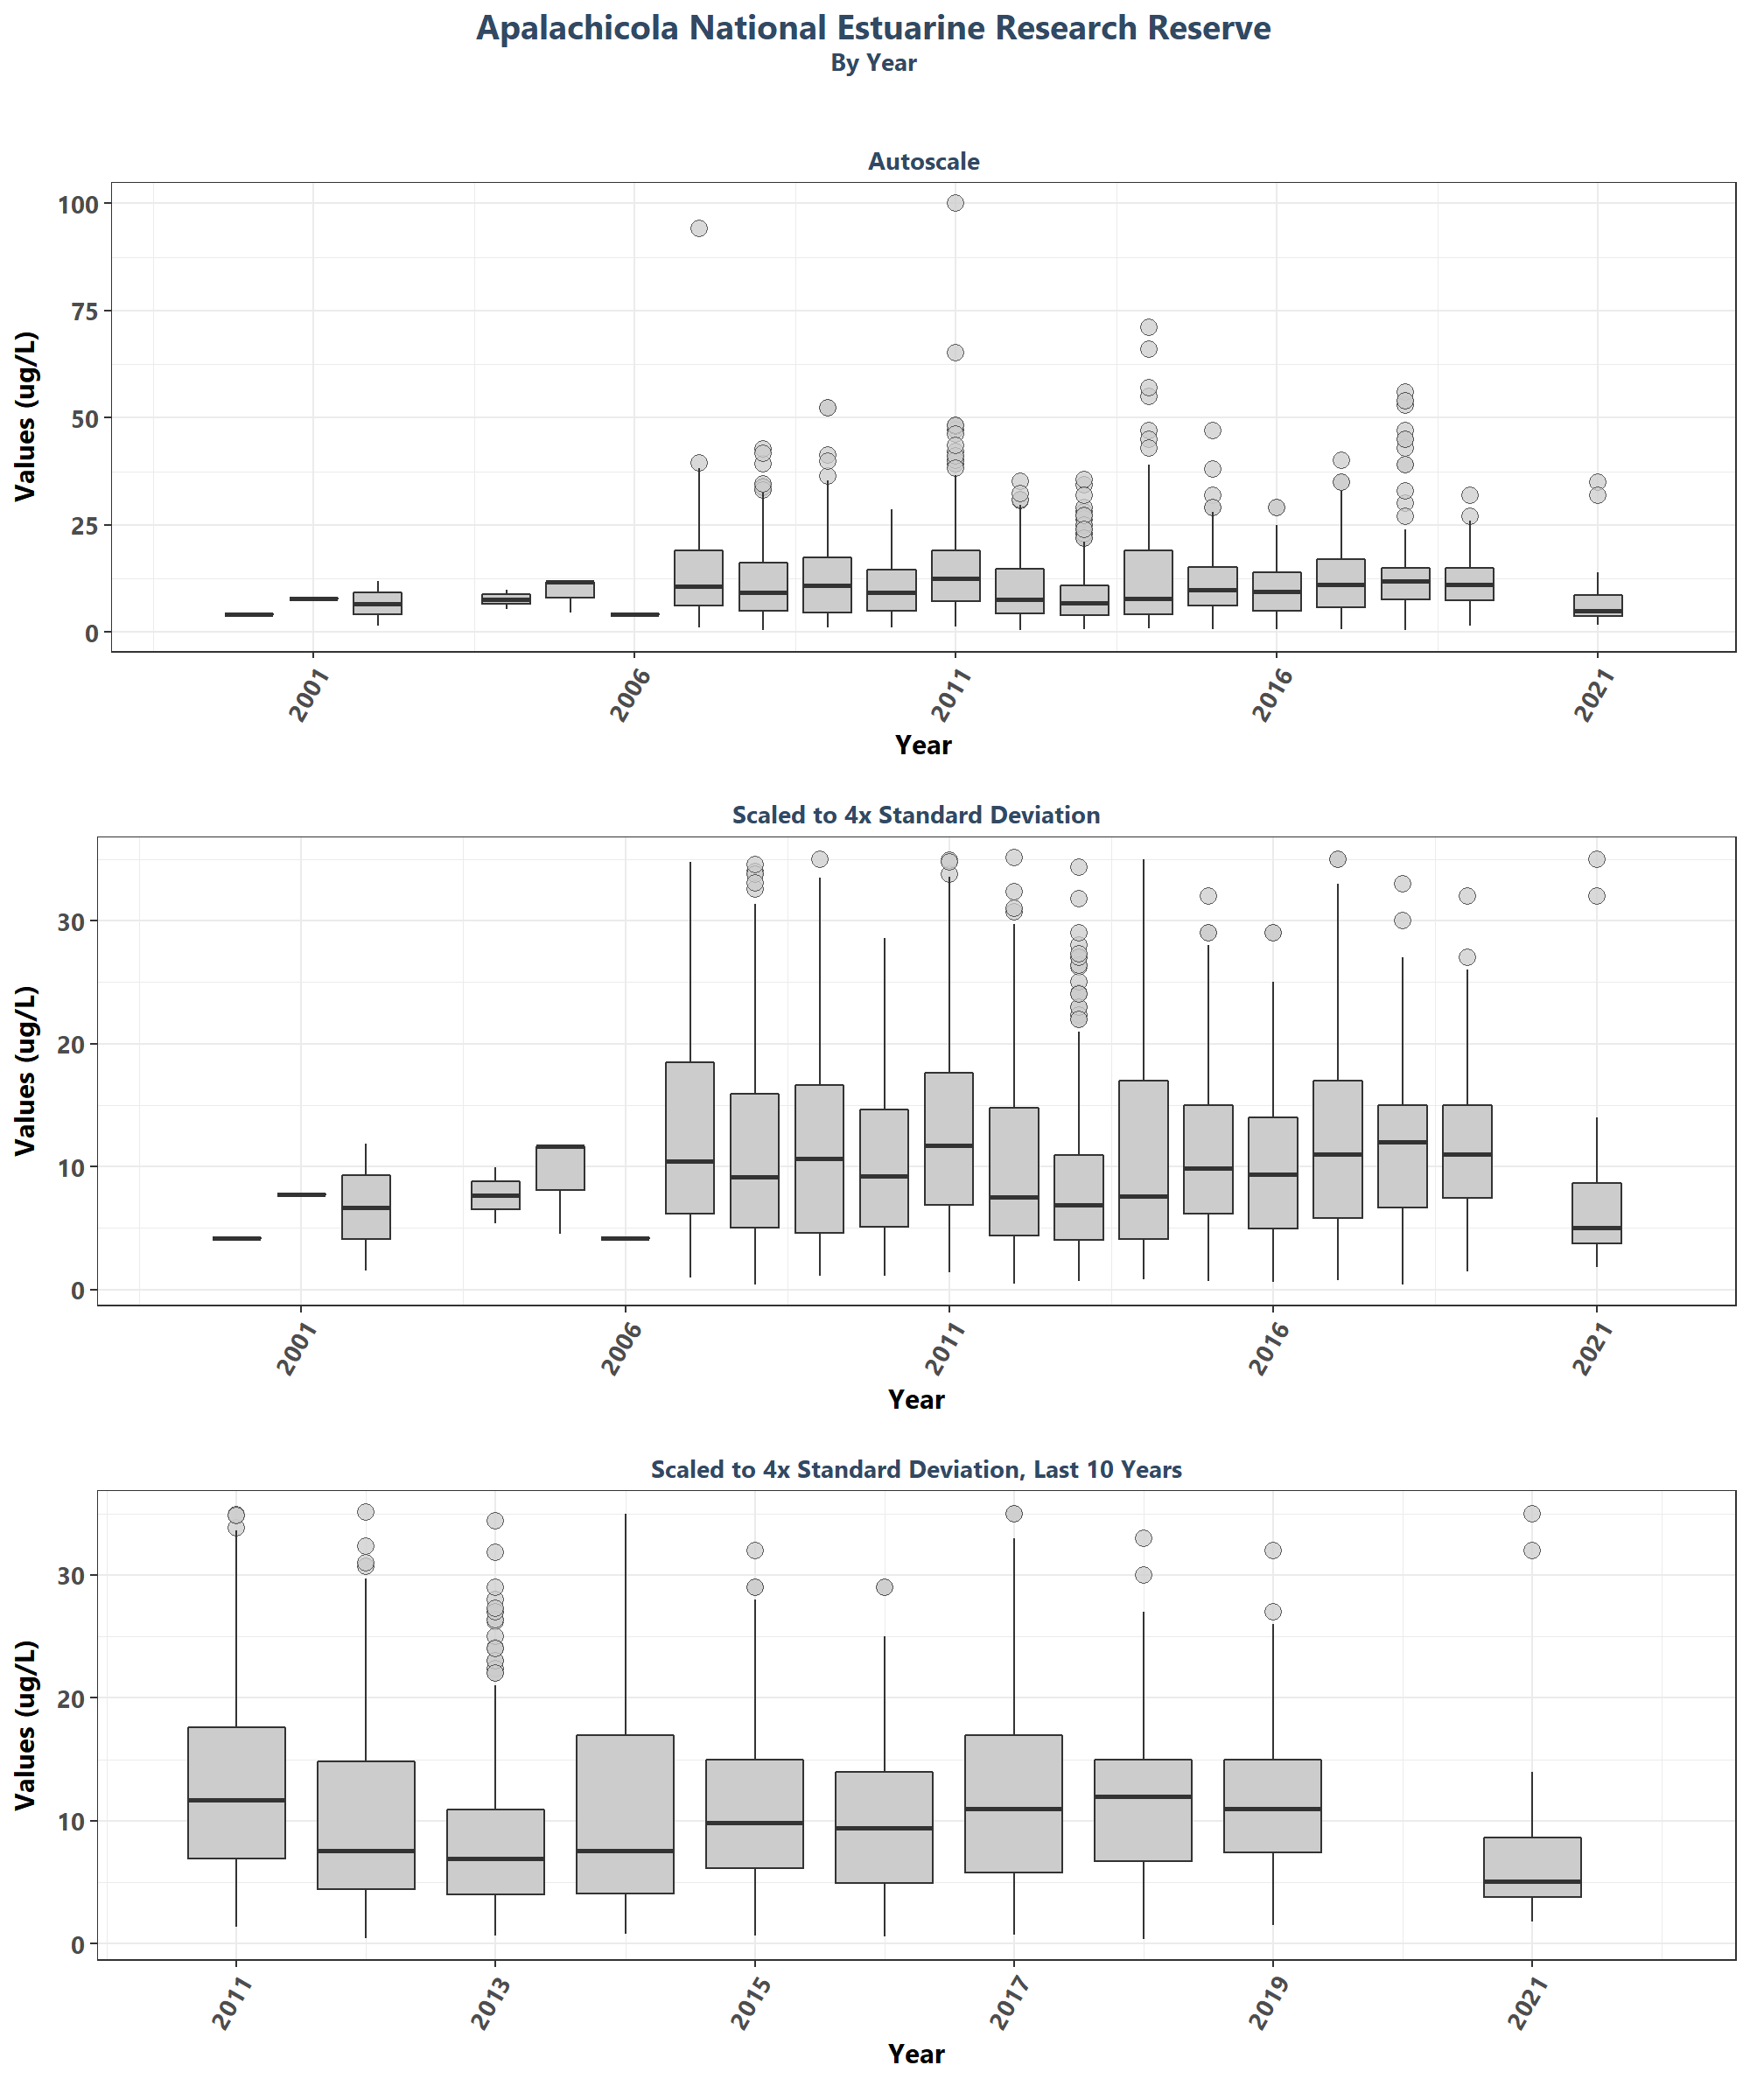 Apalachicola National Estuarine Research Reserve
By Year
Autoscale
Values (ug/L)
100
75
50
25
0
2001
2006
2011
2016
2021
Year
Scaled to 4x Standard Deviation
Values (ug/L)
30
20
10
0
2001
2006
2011
2016
2021
Year
Scaled to 4x Standard Deviation, Last 10 Years
Values (ug/L)
30
20
10
0
2011
2013
2015
2017
2019
2021
Year